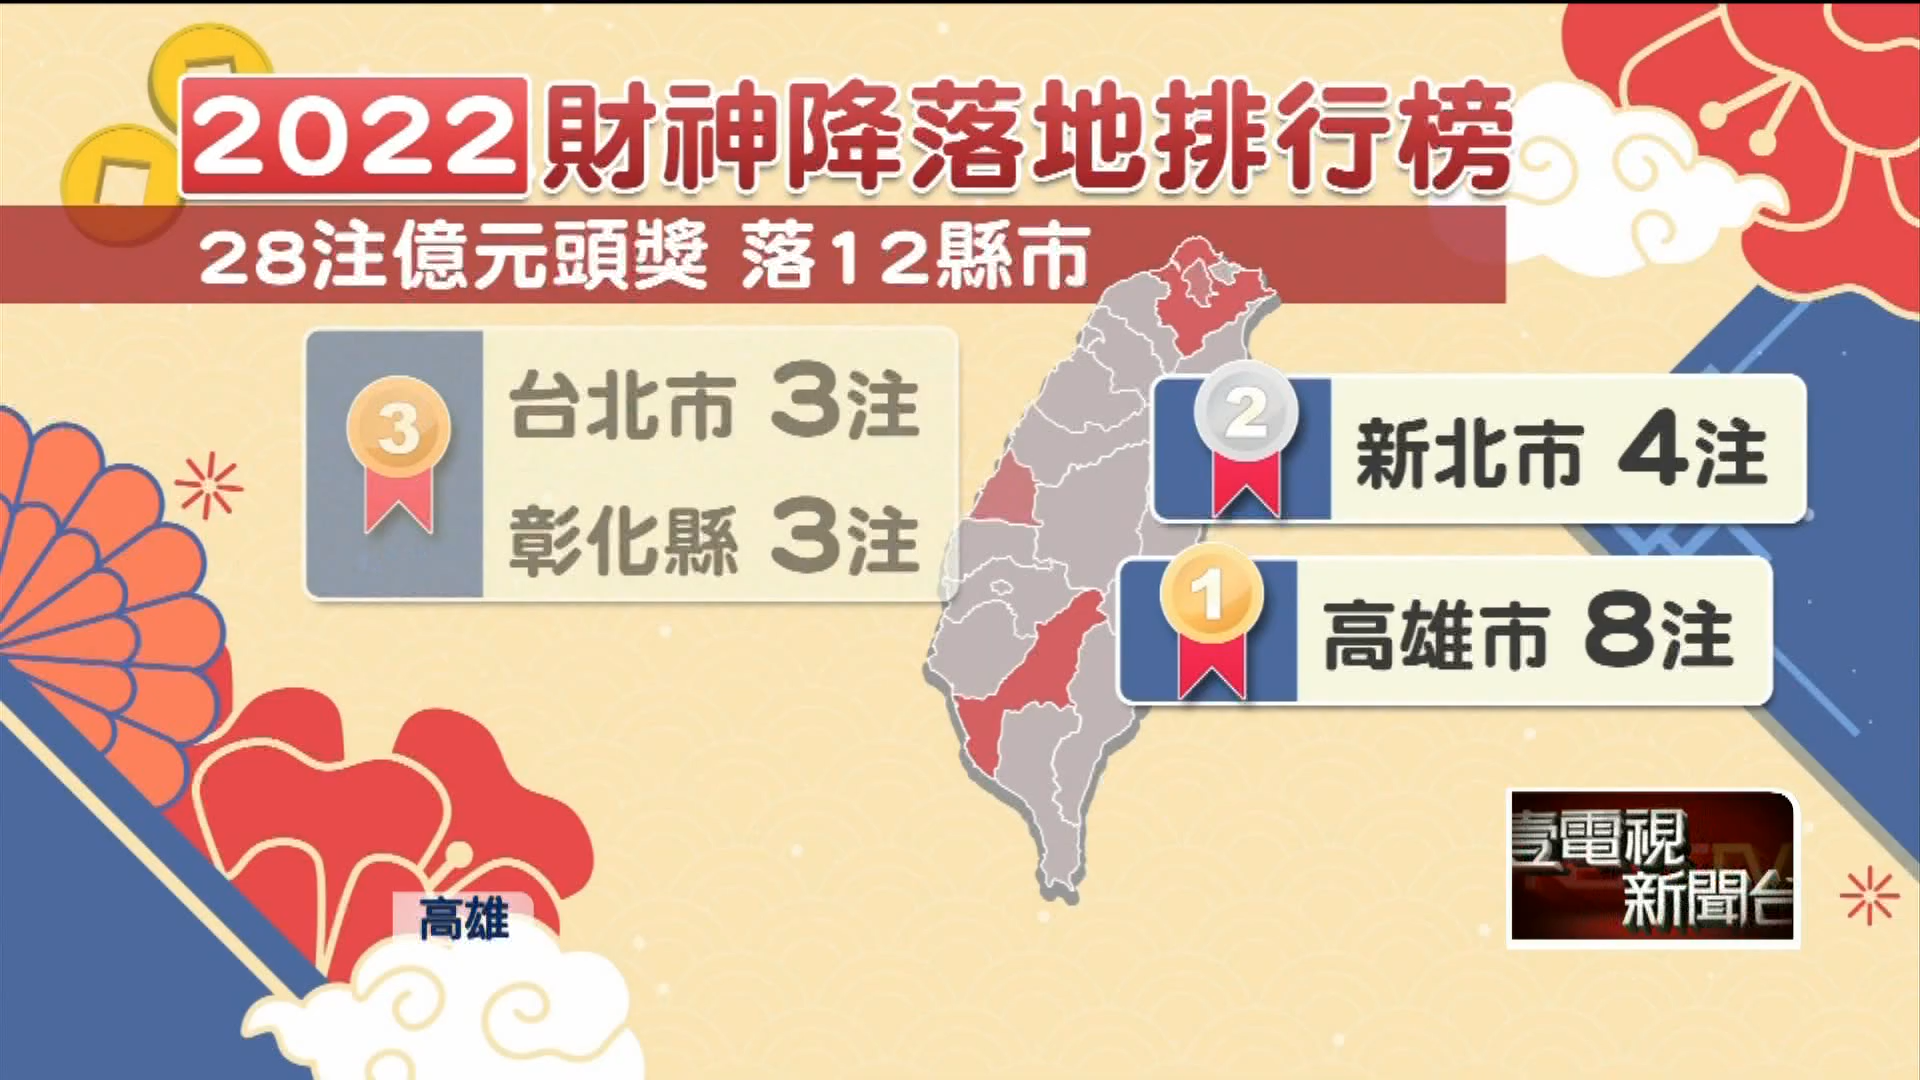 2022財神降落地排行榜
28注億元頭獎 落12縣市
3
台北市 3注
彰化縣 3注
2
新北市 4注
1
高雄市 8注
高雄
壹電視
新聞台